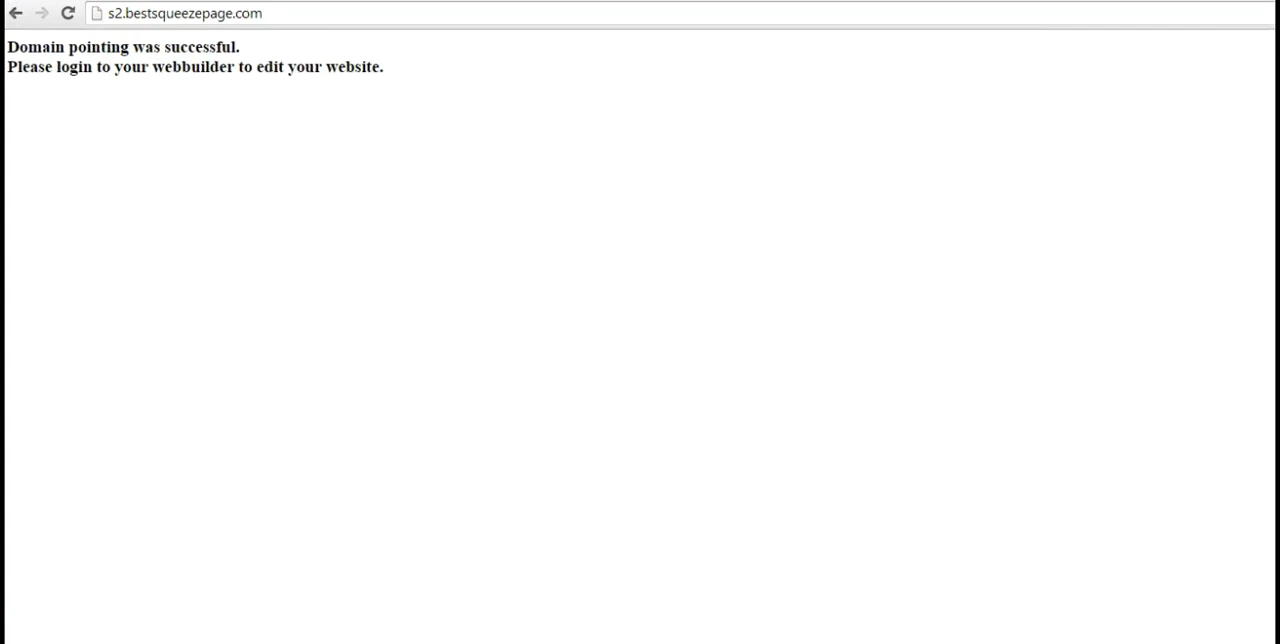 s2.bestsqueezepage.com
Domain pointing was successful.
Please login to your webbuilder to edit your website.